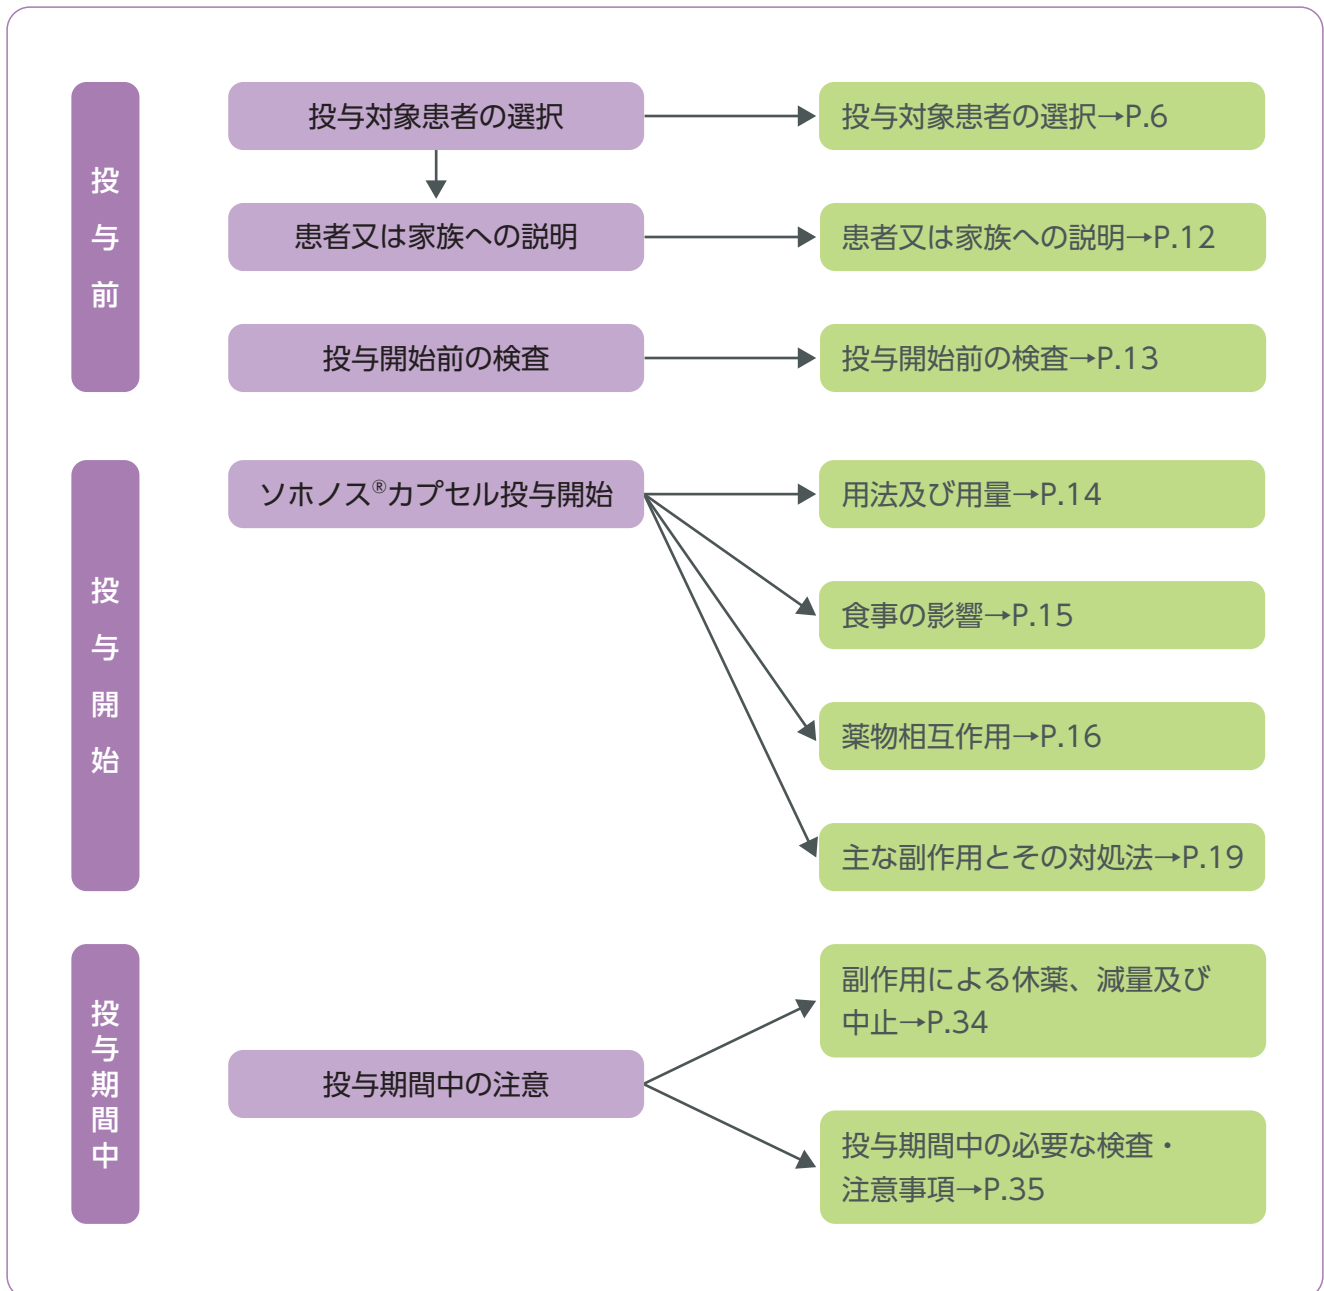 投与前
投与対象患者の選択
投与対象患者の選択→P.6
患者又は家族への説明
患者又は家族への説明→P.12
投与開始前の検査
投与開始前の検査→P.13
投与開始
ソホノス®カプセル投与開始
用法及び用量→P.14
食事の影響→P.15
薬物相互作用→P.16
主な副作用とその対処法→P.19
投与期間中
投与期間中の注意
副作用による休薬、減量及び
中止→P.34
投与期間中の必要な検査・
注意事項→P.35